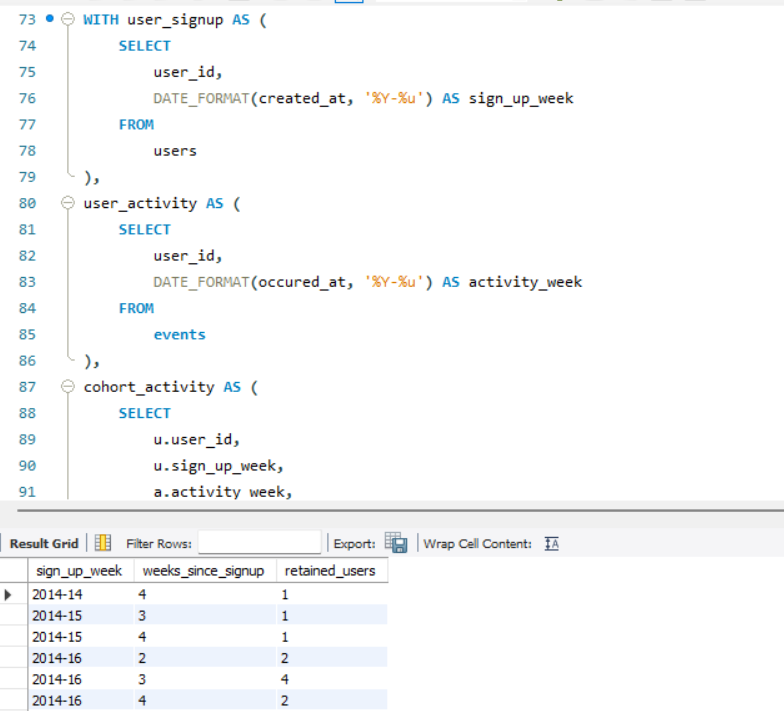 73 WITH user_signup AS (
74 SELECT
75 user_id,
76 DATE_FORMAT(created_at, '%Y-%u') AS sign_up_week
77 FROM
78 users
79 ),
80 user_activity AS (
81 SELECT
82 user_id,
83 DATE_FORMAT(occured_at, '%Y-%u') AS activity_week
84 FROM
85 events
86 ),
87 cohort_activity AS (
88 SELECT
89 u.user_id,
90 u.sign_up_week,
91 a.activity_week,
Result Grid Filter Rows: Export: Wrap Cell Content: IA
sign_up_week weeks_since_signup retained_users
2014-14 4 1
2014-15 3 1
2014-15 4 1
2014-16 2 2
2014-16 3 4
2014-16 4 2